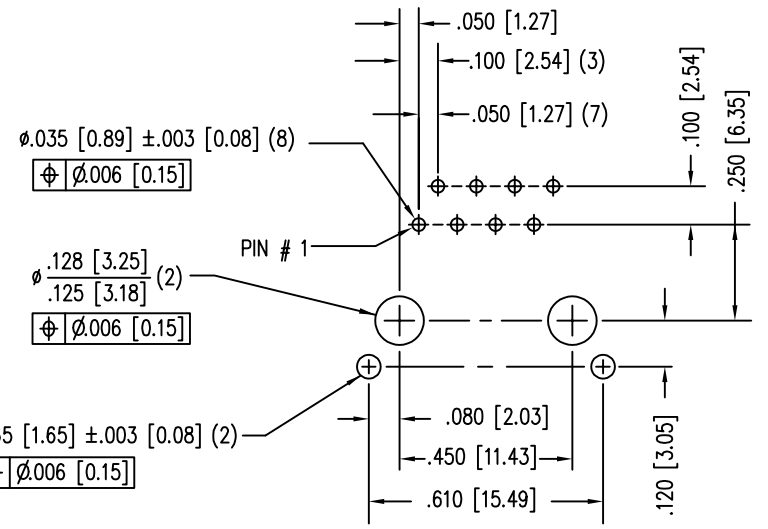 .050 [1.27]
.100 [2.54] (3)
.050 [1.27] (7)
.100 [2.54]
.250 [6.35]
ø.035 [0.89] ±.003 [0.08] (8)
⌖ Ø.006 [0.15]
PIN # 1
ø .128 [3.25] (2)
.125 [3.18]
⌖ Ø.006 [0.15]
5 [1.65] ±.003 [0.08] (2)
Ø.006 [0.15]
.080 [2.03]
.450 [11.43]
.610 [15.49]
.120 [3.05]